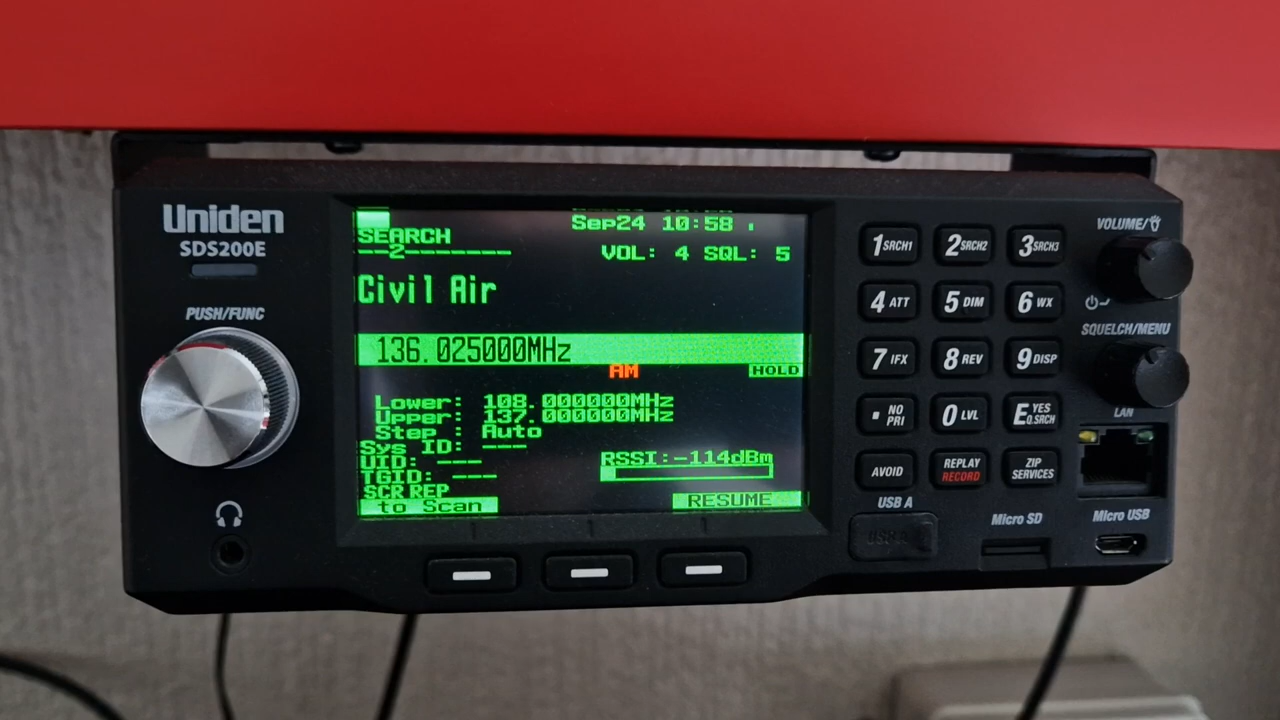 Uniden
SDS200E
PUSH/FUNC
Sep24 10:58
SEARCH
--2-------
VOL: 4 SQL: 5
Civil Air
136.025000MHz
AM
HOLD
Lower: 108.000000MHz
Upper: 137.000000MHz
Step : Auto
Sys ID: ---
UID: ---
TGID: ---
RSSI:-114dBm
SCR REP
to Scan
RESUME
1 SRCH1
2 SRCH2
3 SRCH3
4 ATT
5 DIM
6 WX
7 IFX
8 REV
9 DISP
. NO PRI
0 LVL
E YES Q.SRCH
AVOID
REPLAY RECORD
ZIP SERVICES
VOLUME/
SQUELCH/MENU
LAN
USB A
USB A
Micro SD
Micro USB